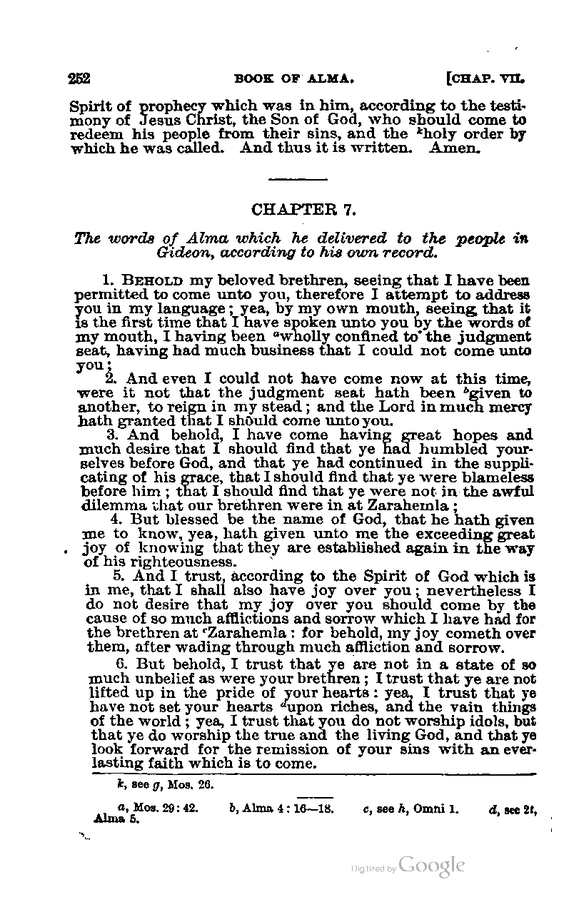 252 BOOK OF ALMA. [CHAP. VII.
Spirit of prophecy which was in him, according to the testi-
mony of Jesus Christ, the Son of God, who should come to
redeem his people from their sins, and the ᵏholy order by
which he was called. And thus it is written. Amen.
CHAPTER 7.
The words of Alma which he delivered to the people in
Gideon, according to his own record.
1. BEHOLD my beloved brethren, seeing that I have been
permitted to come unto you, therefore I attempt to address
you in my language; yea, by my own mouth, seeing that it
is the first time that I have spoken unto you by the words of
my mouth, I having been ᵃwholly confined to the judgment
seat, having had much business that I could not come unto
you;
2. And even I could not have come now at this time,
were it not that the judgment seat hath been ᵇgiven to
another, to reign in my stead; and the Lord in much mercy
hath granted that I should come unto you.
3. And behold, I have come having great hopes and
much desire that I should find that ye had humbled your-
selves before God, and that ye had continued in the suppli-
cating of his grace, that I should find that ye were blameless
before him; that I should find that ye were not in the awful
dilemma that our brethren were in at Zarahemla;
4. But blessed be the name of God, that he hath given
me to know, yea, hath given unto me the exceeding great
joy of knowing that they are established again in the way
of his righteousness.
5. And I trust, according to the Spirit of God which is
in me, that I shall also have joy over you; nevertheless I
do not desire that my joy over you should come by the
cause of so much afflictions and sorrow which I have had for
the brethren at ᶜZarahemla: for behold, my joy cometh over
them, after wading through much affliction and sorrow.
6. But behold, I trust that ye are not in a state of so
much unbelief as were your brethren; I trust that ye are not
lifted up in the pride of your hearts: yea, I trust that ye
have not set your hearts ᵈupon riches, and the vain things
of the world; yea, I trust that you do not worship idols, but
that ye do worship the true and the living God, and that ye
look forward for the remission of your sins with an ever-
lasting faith which is to come.
k, see g, Mos. 26.
a, Mos. 29: 42. b, Alma 4: 16—18. c, see h, Omni 1. d, see 2t,
Alma 5.
Digitized by Google